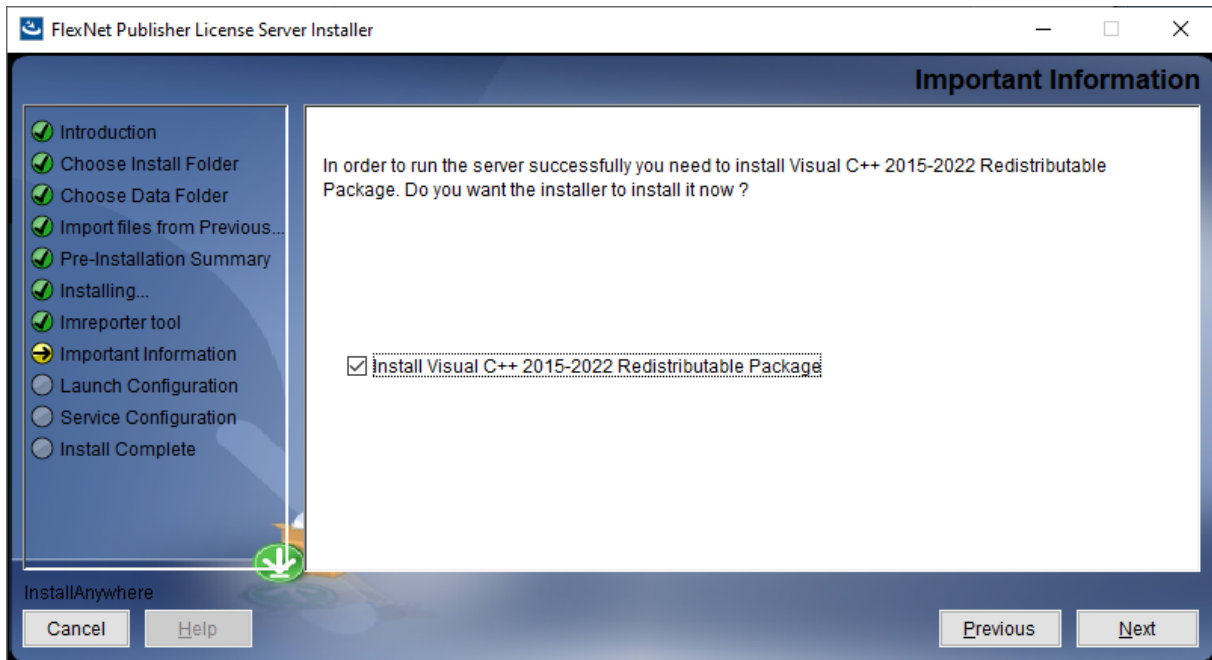 FlexNet Publisher License Server Installer
Important Information
Introduction
Choose Install Folder
Choose Data Folder
Import files from Previous...
Pre-Installation Summary
Installing...
lmreporter tool
Important Information
Launch Configuration
Service Configuration
Install Complete
In order to run the server successfully you need to install Visual C++ 2015-2022 Redistributable
Package. Do you want the installer to install it now ?
Install Visual C++ 2015-2022 Redistributable Package
InstallAnywhere
Cancel
Help
Previous
Next